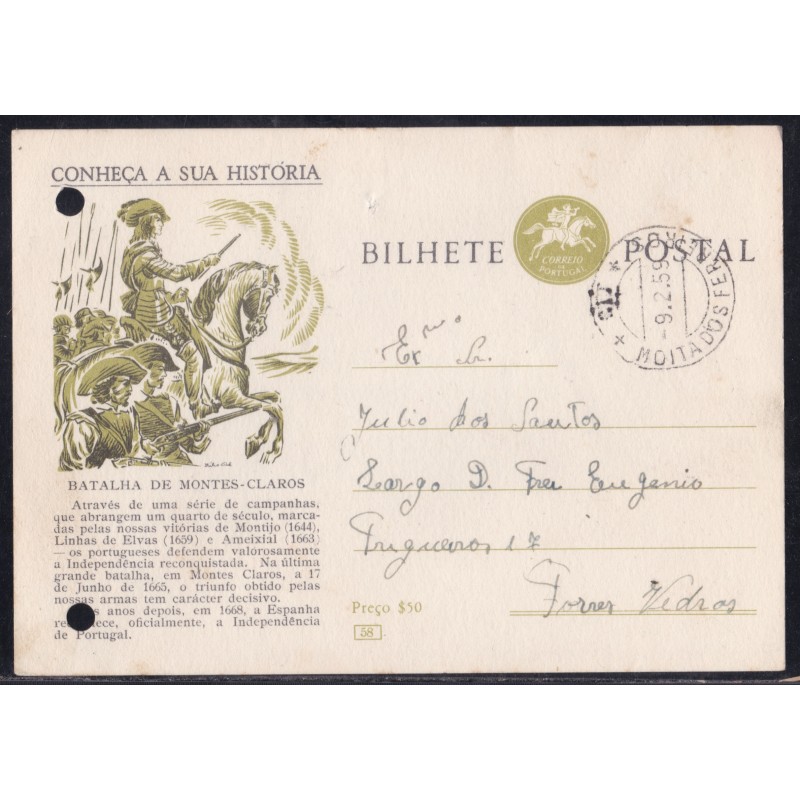 CONHEÇA A SUA HISTÓRIA
BATALHA DE MONTES-CLAROS
Através de uma série de campanhas,
que abrangem um quarto de século, marca-
das pelas nossas vitórias de Montijo (1644),
Linhas de Elvas (1659) e Ameixial (1663)
— os portugueses defendem valorosamente
a Independência reconquistada. Na última
grande batalha, em Montes Claros, a 17
de Junho de 1665, o triunfo obtido pelas
nossas armas tem carácter decisivo.
anos depois, em 1668, a Espanha
oficialmente, a Independência
de Portugal.
BILHETE POSTAL
CORREIO
DE
PORTUGAL
MOITA DOS FERREIROS
-9.2.59
Exmo Sr.
Julio dos Santos
Largo D. Frei Eugenio
17
Torres Vedras
Preço $50
58